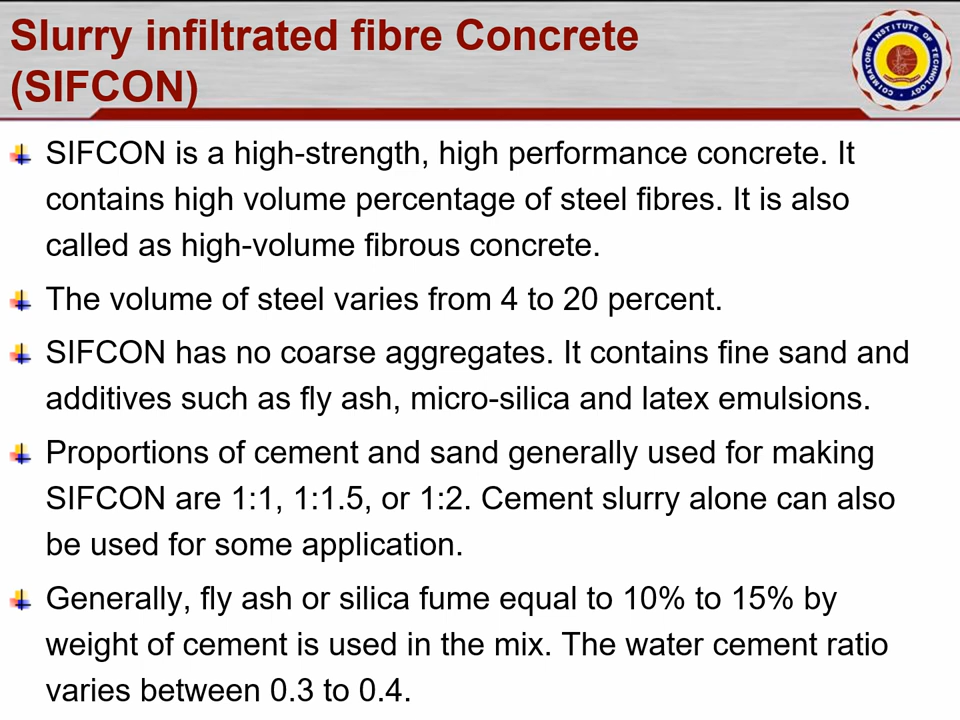 Slurry infiltrated fibre Concrete
(SIFCON)
COIMBATORE INSTITUTE OF TECHNOLOGY
SIFCON is a high-strength, high performance concrete. It
contains high volume percentage of steel fibres. It is also
called as high-volume fibrous concrete.
The volume of steel varies from 4 to 20 percent.
SIFCON has no coarse aggregates. It contains fine sand and
additives such as fly ash, micro-silica and latex emulsions.
Proportions of cement and sand generally used for making
SIFCON are 1:1, 1:1.5, or 1:2. Cement slurry alone can also
be used for some application.
Generally, fly ash or silica fume equal to 10% to 15% by
weight of cement is used in the mix. The water cement ratio
varies between 0.3 to 0.4.